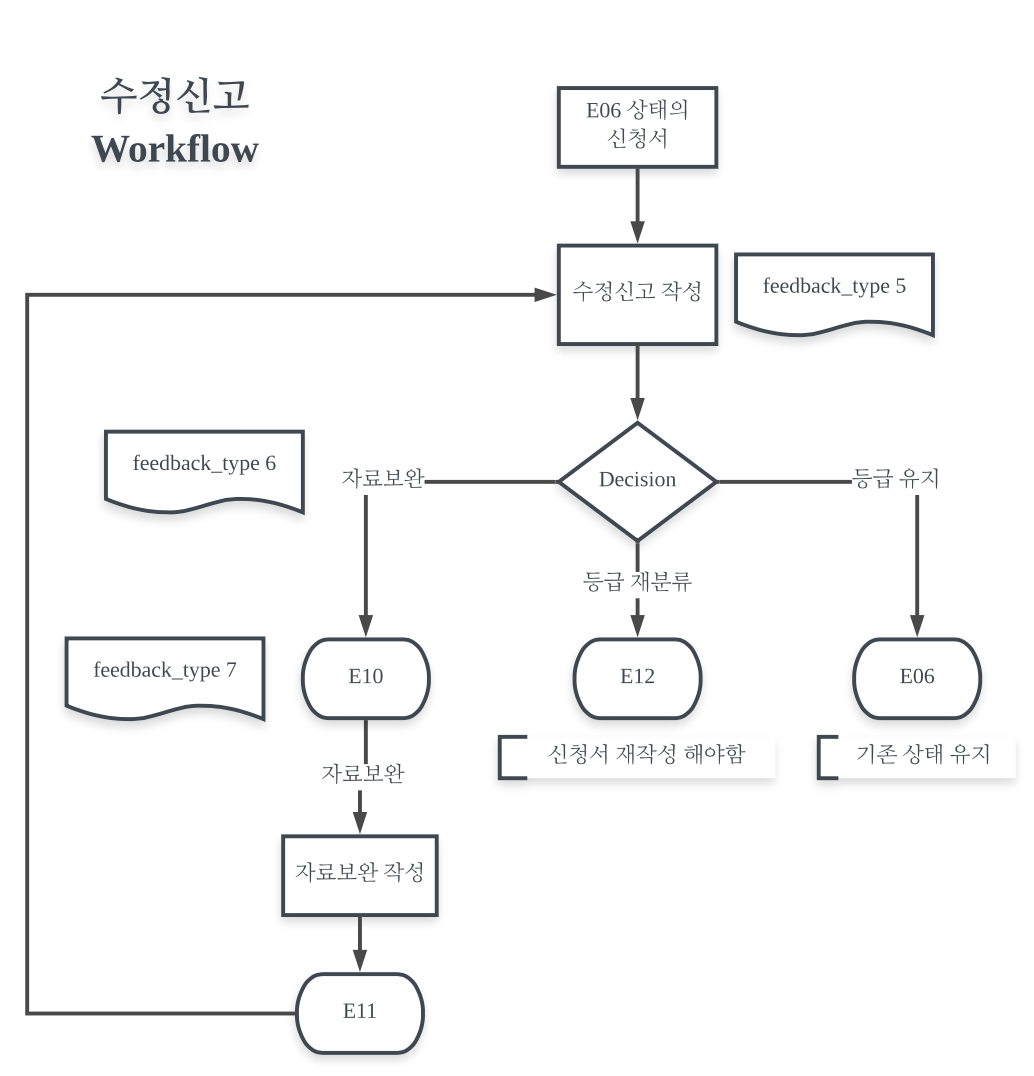 수정신고
Workflow
E06 상태의
신청서
수정신고 작성
feedback_type 5
feedback_type 6
자료보완
Decision
등급 유지
등급 재분류
feedback_type 7
E10
E12
E06
신청서 재작성 해야함
기존 상태 유지
자료보완
자료보완 작성
E11